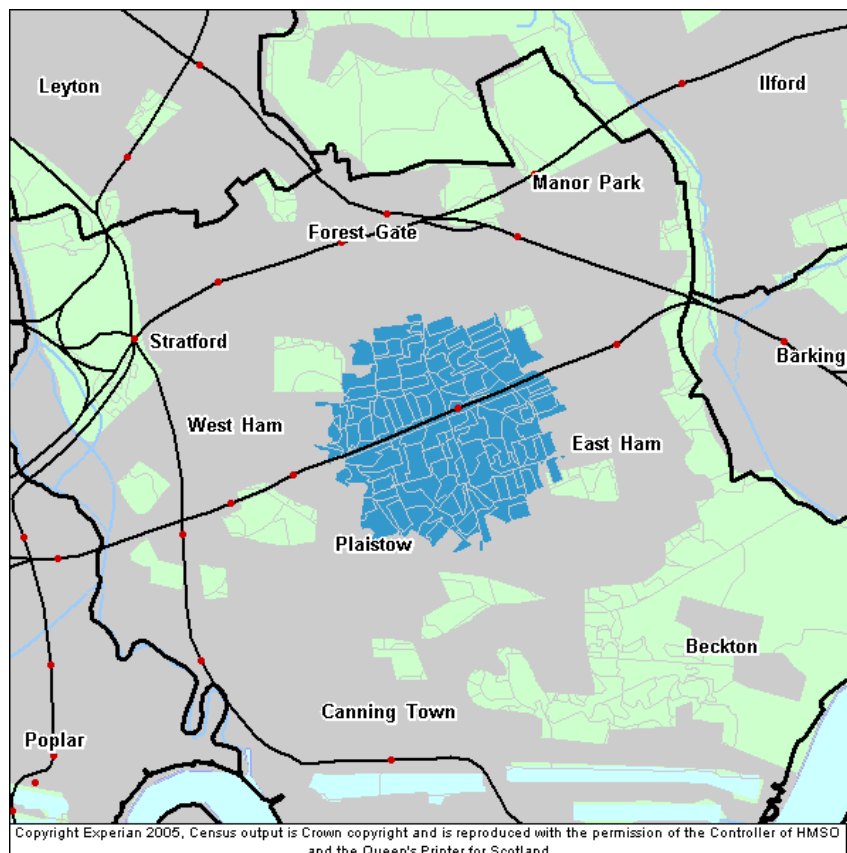 Leyton
Ilford
Manor Park
Forest Gate
Stratford
Barking
West Ham
East Ham
Plaistow
Beckton
Canning Town
Poplar
Copyright Experian 2005, Census output is Crown copyright and is reproduced with the permission of the Controller of HMSO
and the Queen's Printer for Scotland